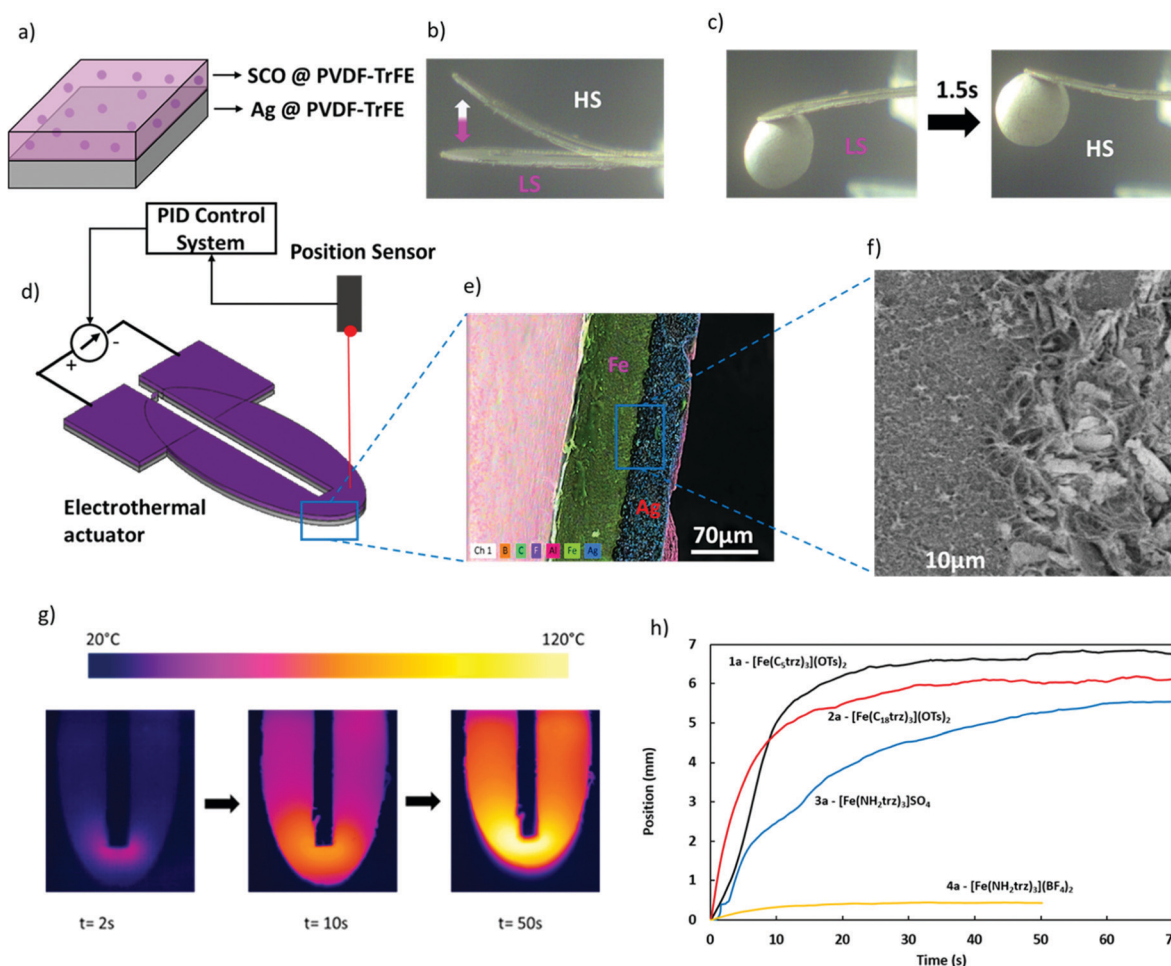 a)
SCO @ PVDF-TrFE
Ag @ PVDF-TrFE
b)
HS
LS
c)
LS
1.5s
HS
d)
PID Control
System
Position Sensor
+
-
Electrothermal
actuator
e)
Fe
Ag
70μm
Ch 1 B C F Al Fe Ag
f)
10μm
g)
20°C
120°C
t= 2s
t= 10s
t= 50s
h)
Position (mm)
7
6
5
4
3
2
1
0
1a - [Fe(C₅trz)₃](OTs)₂
2a - [Fe(C₁₈trz)₃](OTs)₂
3a - [Fe(NH₂trz)₃]SO₄
4a - [Fe(NH₂trz)₃](BF₄)₂
0 10 20 30 40 50 60
Time (s)